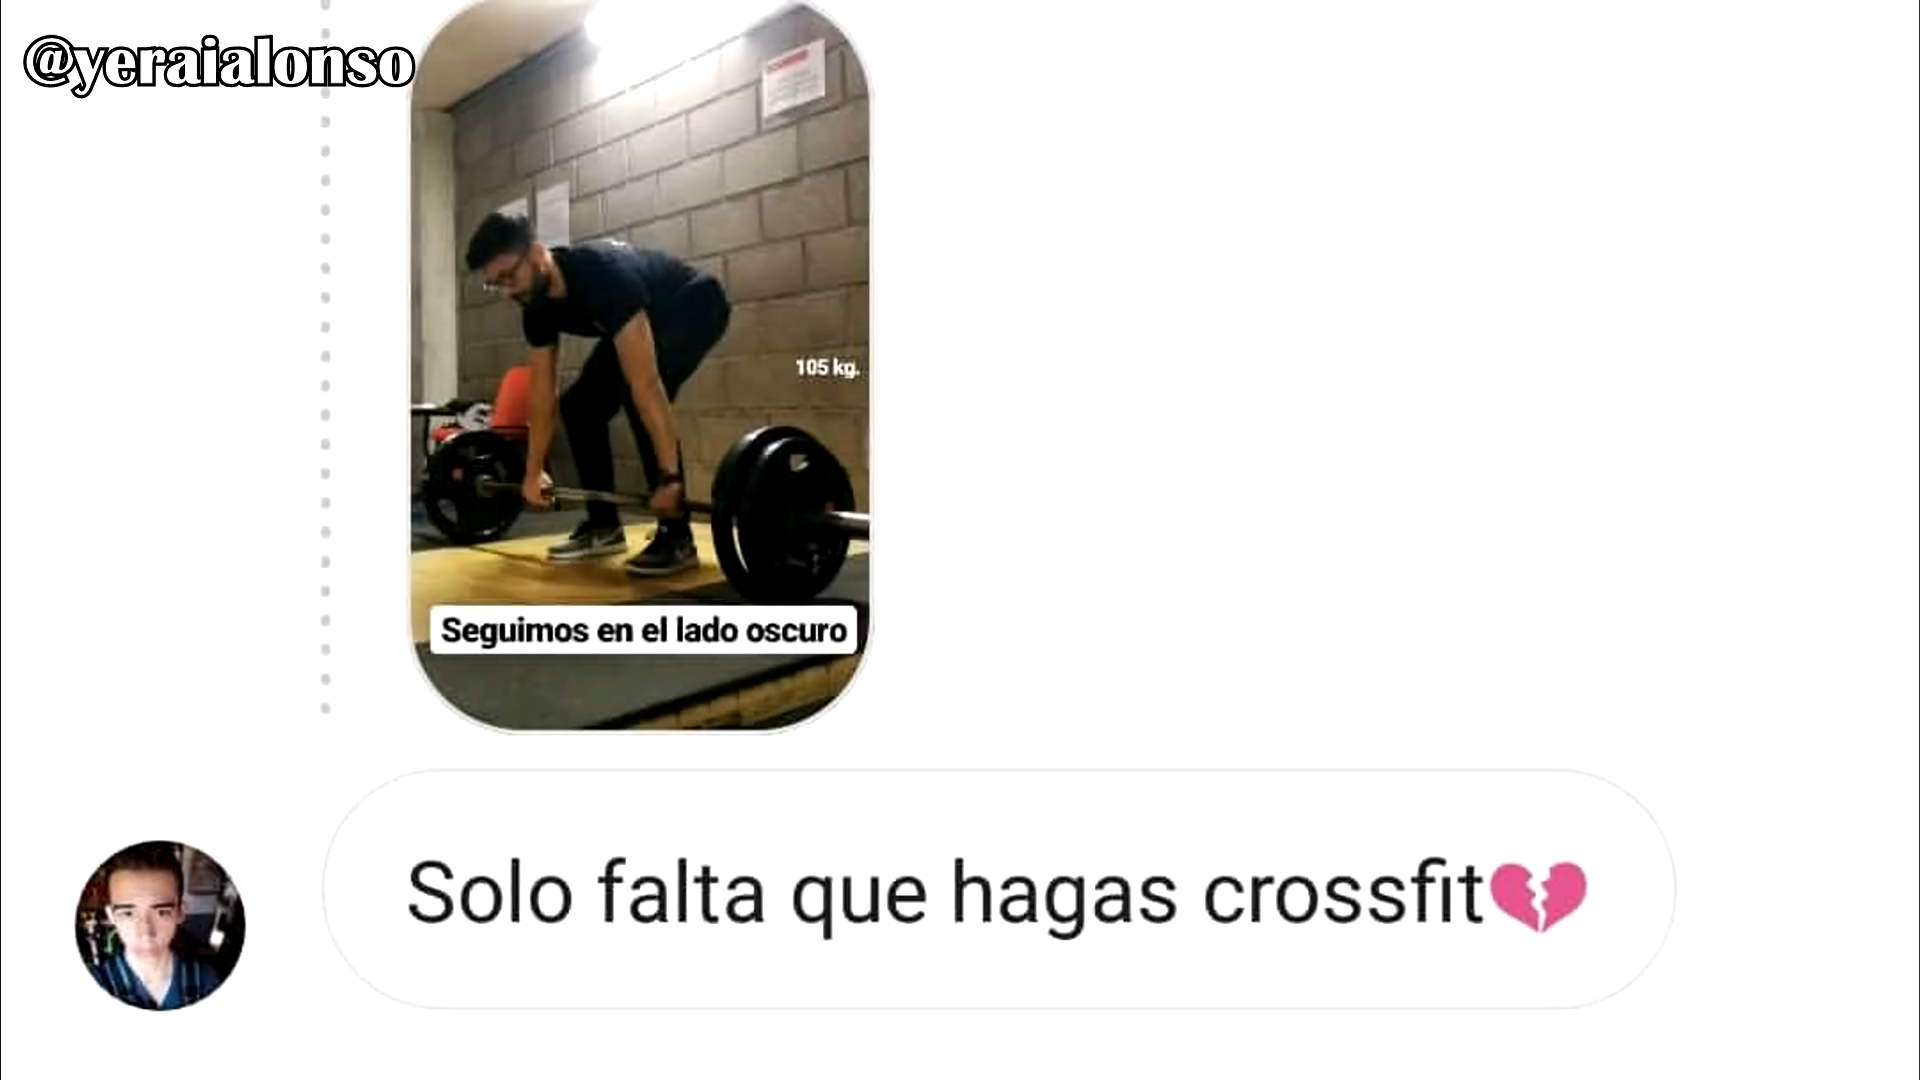 @yeraialonso
105 kg.
Seguimos en el lado oscuro
Solo falta que hagas crossfit💔